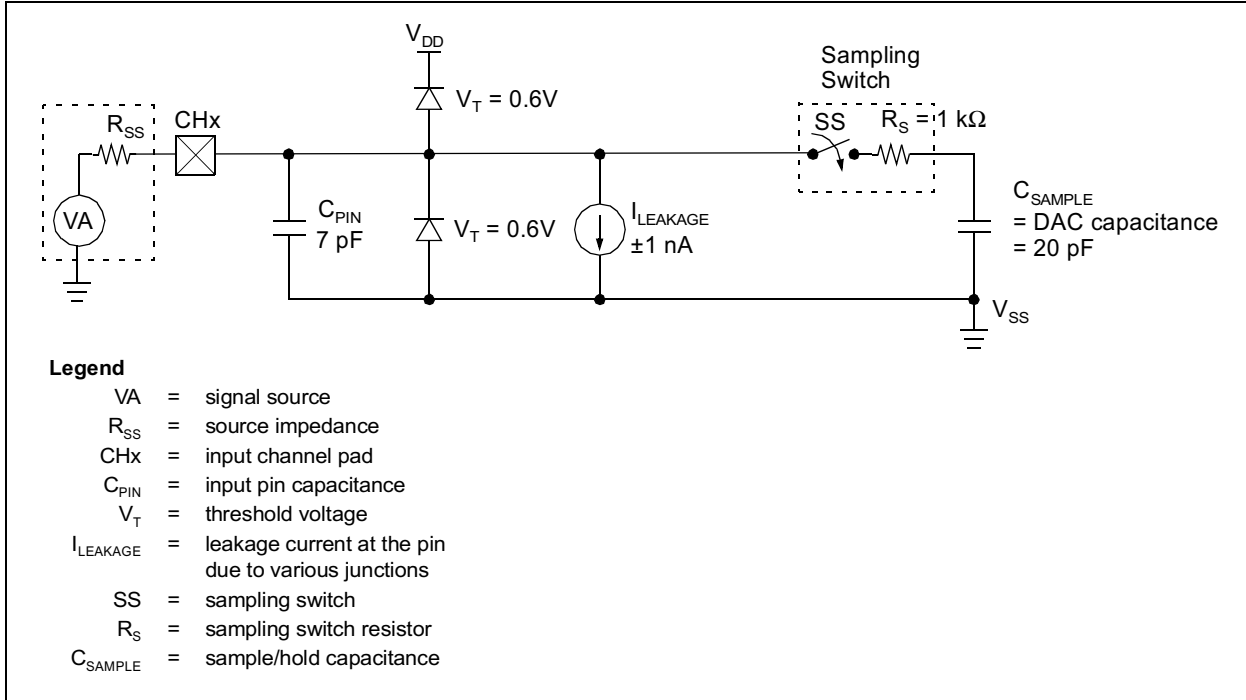 V_DD
V_T = 0.6V
Sampling
Switch
R_SS
CHx
SS
R_S = 1 kΩ
VA
C_PIN
7 pF
V_T = 0.6V
I_LEAKAGE
±1 nA
C_SAMPLE
= DAC capacitance
= 20 pF
V_SS
Legend
VA = signal source
R_SS = source impedance
CHx = input channel pad
C_PIN = input pin capacitance
V_T = threshold voltage
I_LEAKAGE = leakage current at the pin
due to various junctions
SS = sampling switch
R_S = sampling switch resistor
C_SAMPLE = sample/hold capacitance